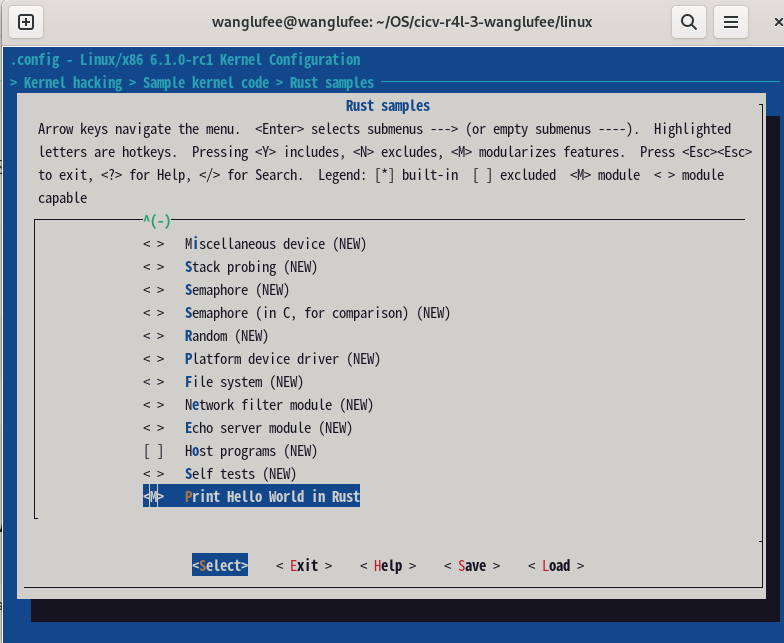 wanglufee@wanglufee: ~/OS/cicv-r4l-3-wanglufee/linux
.config - Linux/x86 6.1.0-rc1 Kernel Configuration
> Kernel hacking > Sample kernel code > Rust samples
Rust samples
Arrow keys navigate the menu.  <Enter> selects submenus ---> (or empty submenus ----).  Highlighted
letters are hotkeys.  Pressing <Y> includes, <N> excludes, <M> modularizes features.  Press <Esc><Esc>
to exit, <?> for Help, </> for Search.  Legend: [*] built-in  [ ] excluded  <M> module  < > module
capable
^(-)
< >   Miscellaneous device (NEW)
< >   Stack probing (NEW)
< >   Semaphore (NEW)
< >   Semaphore (in C, for comparison) (NEW)
< >   Random (NEW)
< >   Platform device driver (NEW)
< >   File system (NEW)
< >   Network filter module (NEW)
< >   Echo server module (NEW)
[ ]   Host programs (NEW)
< >   Self tests (NEW)
<M>   Print Hello World in Rust
<Select>    < Exit >    < Help >    < Save >    < Load >